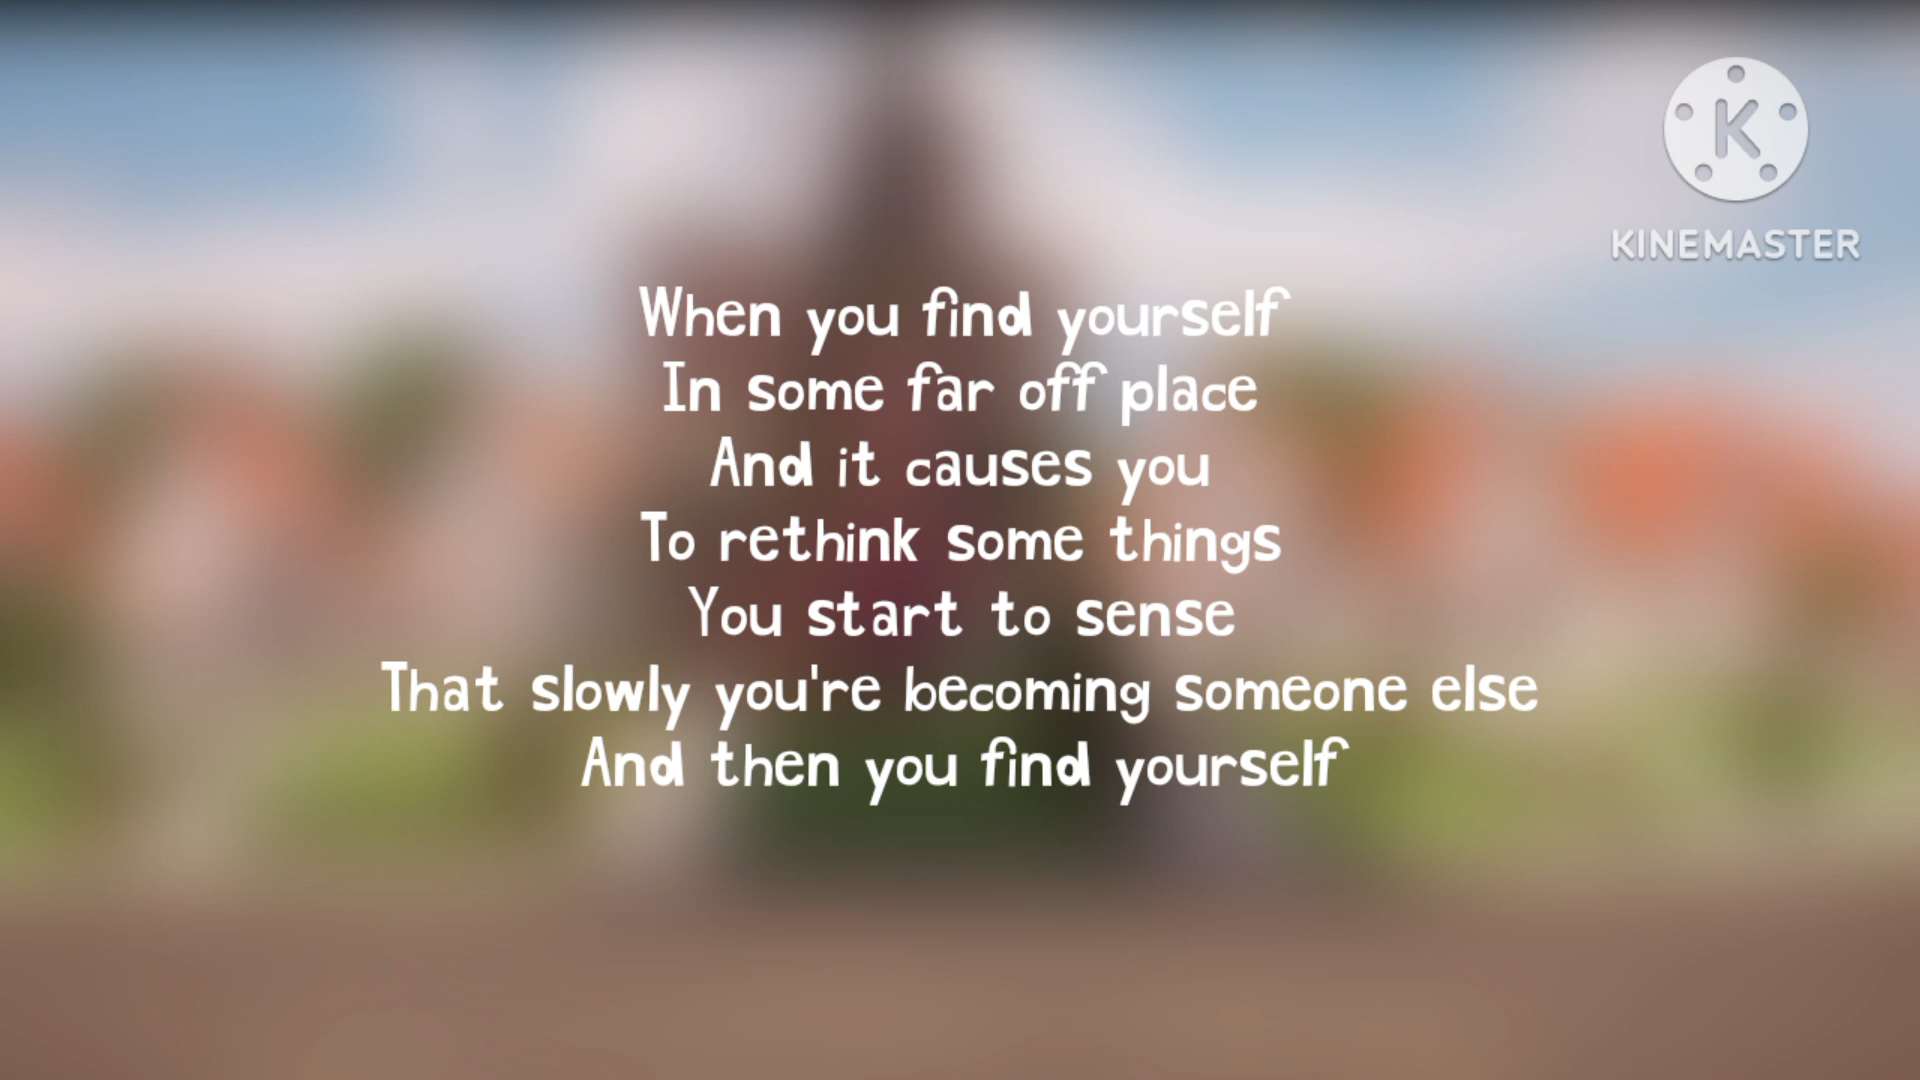 K
KINEMASTER
When you find yourself
In some far off place
And it causes you
To rethink some things
You start to sense
That slowly you're becoming someone else
And then you find yourself